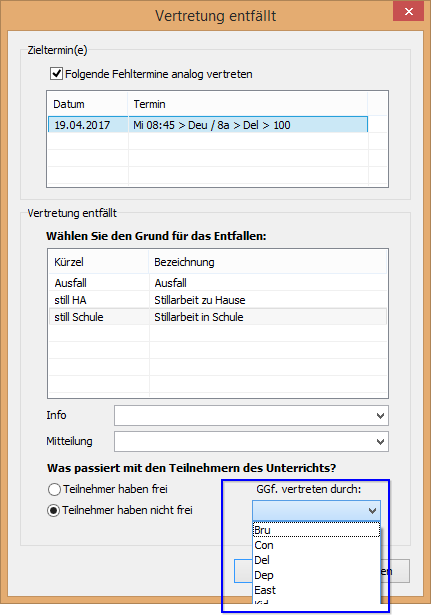 Vertretung entfällt
Zieltermin(e)
Folgende Fehltermine analog vertreten
Datum Termin
19.04.2017 Mi 08:45 > Deu / 8a > Del > 100
Vertretung entfällt
Wählen Sie den Grund für das Entfallen:
Kürzel Bezeichnung
Ausfall Ausfall
still HA Stillarbeit zu Hause
still Schule Stillarbeit in Schule
Info
Mitteilung
Was passiert mit den Teilnehmern des Unterrichts?
Teilnehmer haben frei
Teilnehmer haben nicht frei
GGf. vertreten durch:
Bru
Con
Del
Dep
East